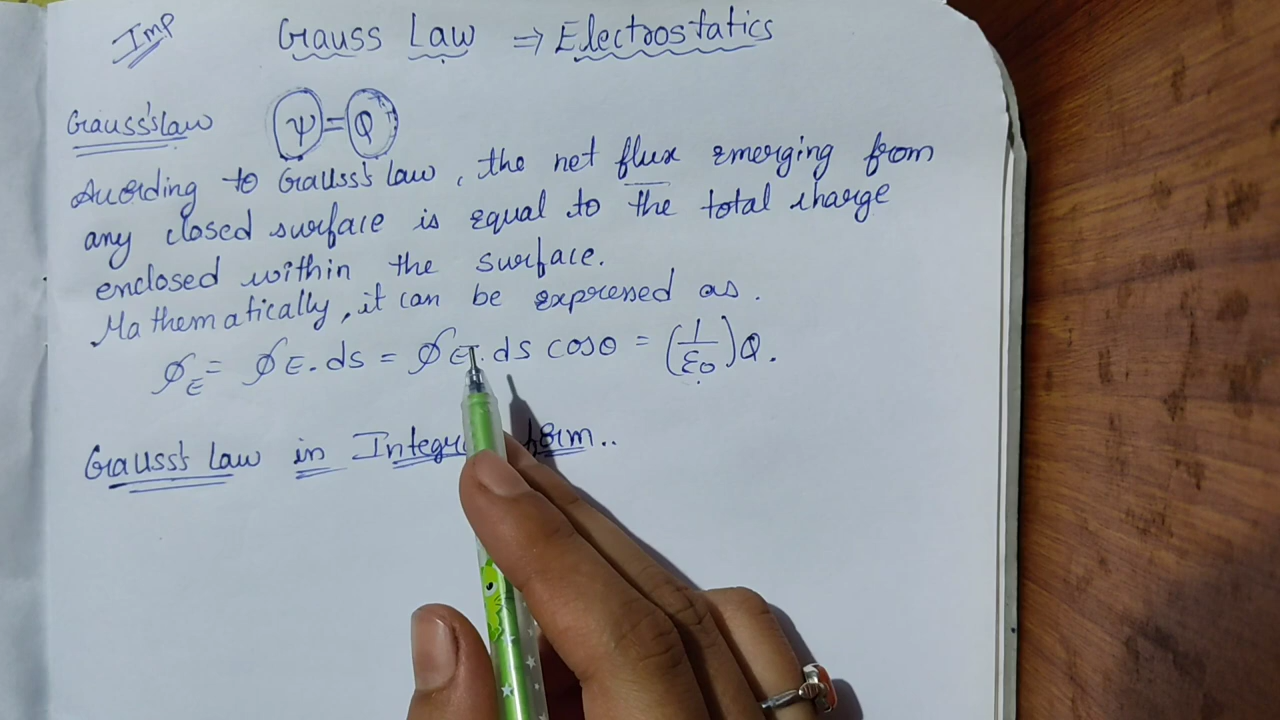 Imp
Gauss Law ⇒ Electrostatics
Gauss's law ψ = Q
According to Gauss's law, the net flux emerging from
any closed surface is equal to the total charge
enclosed within the surface.
Mathematically, it can be expressed as.
ϕ_E = ∮E.ds = ∮E.ds cosθ = (1/ε0)Q.
Gauss's law in Integral form..